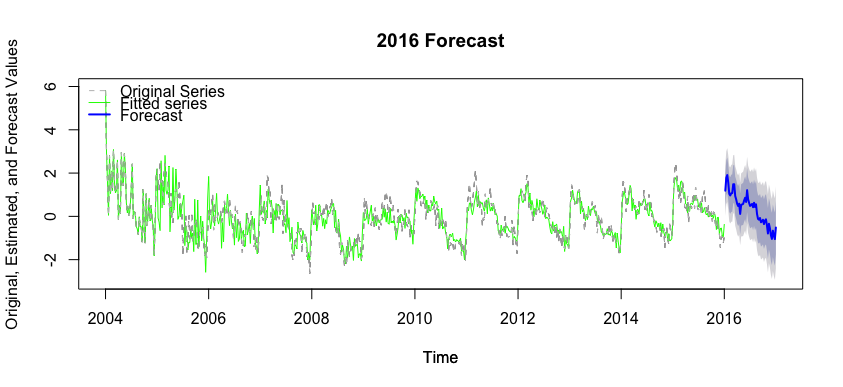 2016 Forecast
Original, Estimated, and Forecast Values
6
4
2
0
-2
Original Series
Fitted series
Forecast
2004 2006 2008 2010 2012 2014 2016
Time